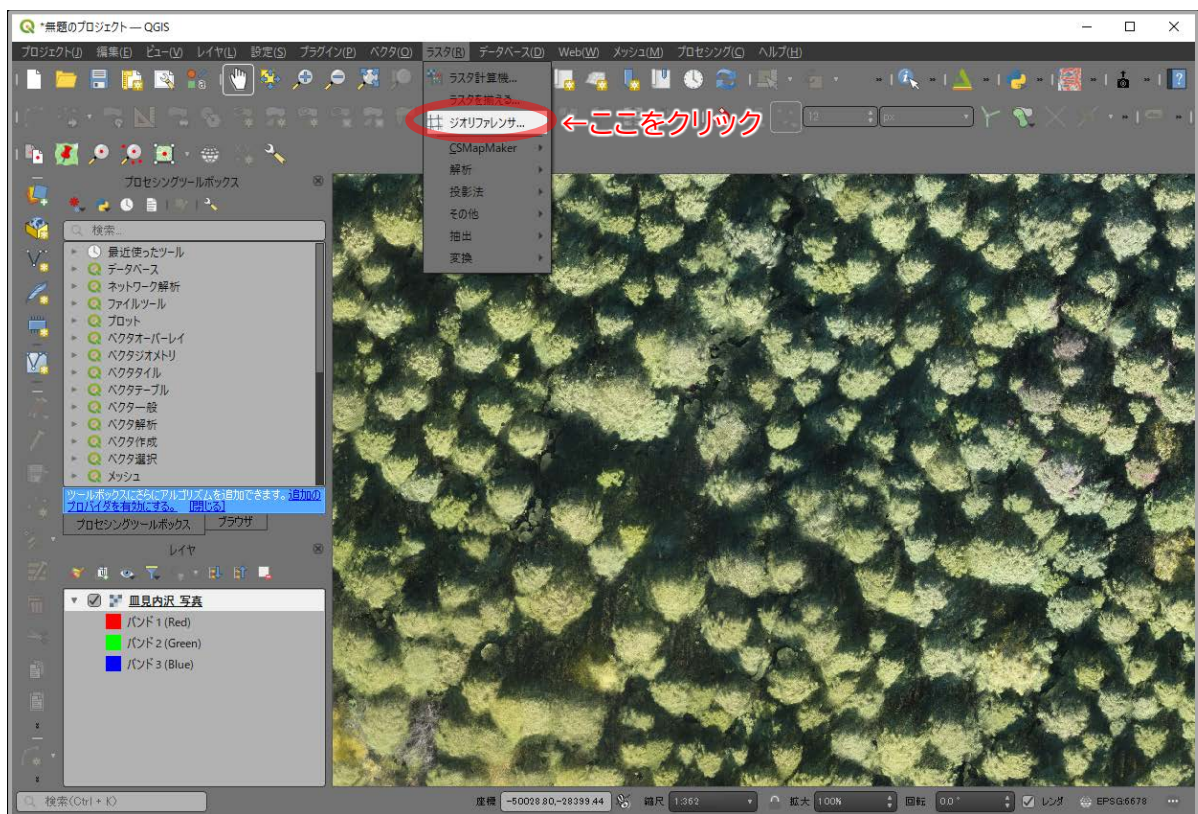 *無題のプロジェクト — QGIS
プロジェクト(J) 編集(E) ビュー(V) レイヤ(L) 設定(S) プラグイン(P) ベクタ(O) ラスタ(R) データベース(D) Web(W) メッシュ(M) プロセシング(C) ヘルプ(H)
ラスタ計算機...
ラスタを揃える...
ジオリファレンサ...
←ここをクリック
12
px
CSMapMaker
解析
投影法
その他
抽出
変換
プロセシングツールボックス
検索...
最近使ったツール
データベース
ネットワーク解析
ファイルツール
プロット
ベクタオーバーレイ
ベクタジオメトリ
ベクタタイル
ベクタテーブル
ベクター般
ベクタ解析
ベクタ作成
ベクタ選択
メッシュ
ツールボックスにさらにアルゴリズムを追加できます。追加の
プロバイダを有効にする。 [閉じる]
プロセシングツールボックス ブラウザ
レイヤ
皿見内沢_写真
バンド 1 (Red)
バンド 2 (Green)
バンド 3 (Blue)
検索(Ctrl + K) 座標 -50028.80,-28399.44 縮尺 1:362 拡大 100% 回転 0.0 ° レンダ EPSG:6678